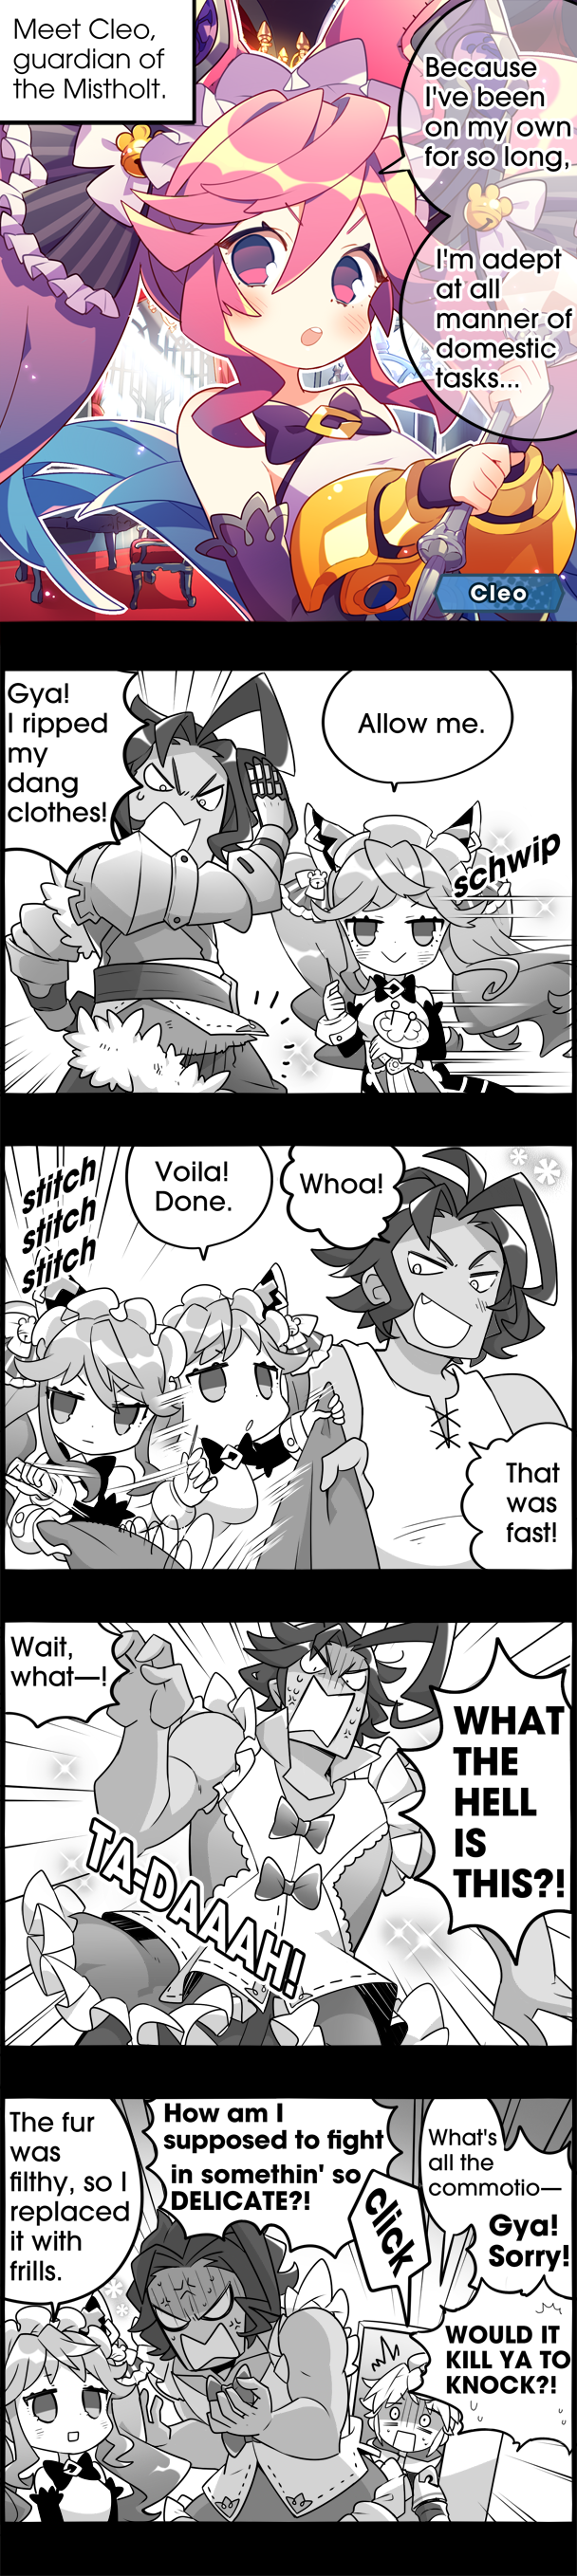 Meet Cleo,
guardian of
the Mistholt.
Because
I've been
on my own
for so long,
I'm adept
at all
manner of
domestic
tasks...
Cleo
Gya!
I ripped
my
dang
clothes!
Allow me.
schwip
stitch
stitch
stitch
Voila!
Done.
Whoa!
That
was
fast!
Wait,
what—!
WHAT
THE
HELL
IS
THIS?!
TA-DAAAH!
The fur
was
filthy, so I
replaced
it with
frills.
How am I
supposed to fight
in somethin' so
DELICATE?!
click
What's
all the
commotio—
Gya!
Sorry!
WOULD IT
KILL YA TO
KNOCK?!